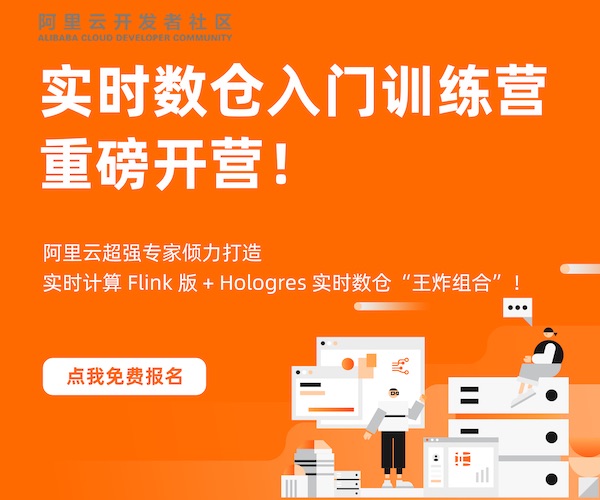 阿里云开发者社区
ALIBABA CLOUD DEVELOPER COMMUNITY
实时数仓入门训练营
重磅开营！
阿里云超强专家倾力打造
实时计算 Flink 版 + Hologres 实时数仓“王炸组合”！
点我免费报名